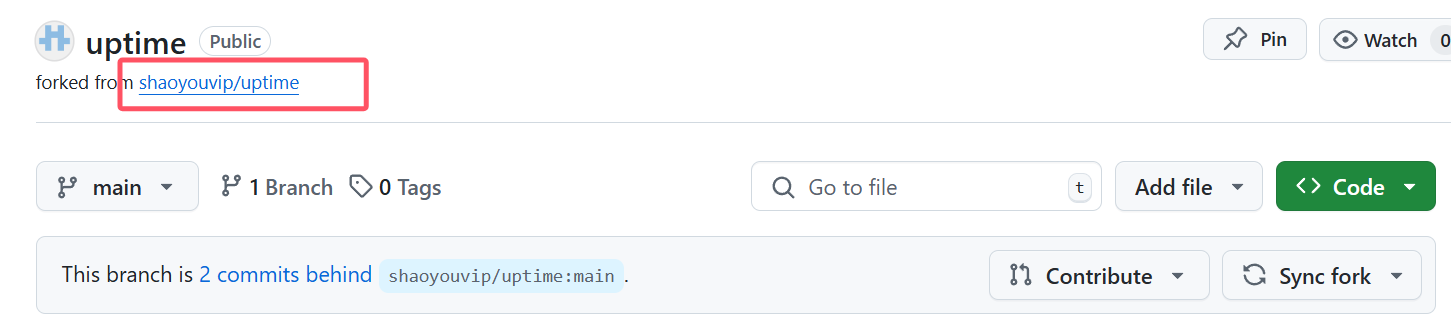 uptime Public Pin Watch 0
forked from shaoyouvip/uptime
main 1 Branch 0 Tags Go to file t Add file Code
This branch is 2 commits behind shaoyouvip/uptime:main. Contribute Sync fork